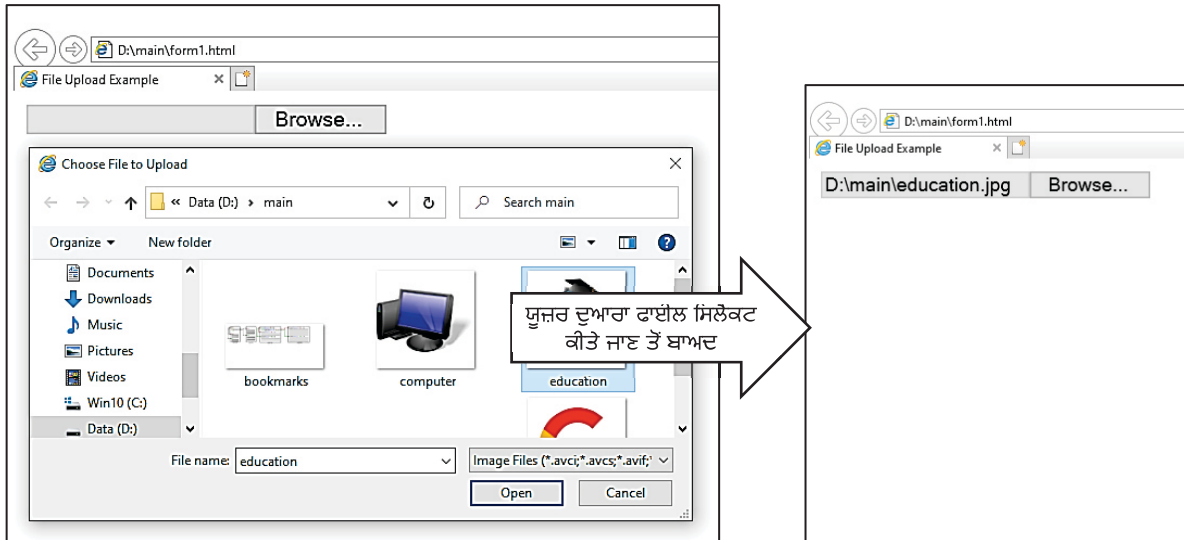 D:\main\form1.html
File Upload Example
Browse...
Choose File to Upload
« Data (D:) › main
Search main
Organize
New folder
Documents
Downloads
Music
Pictures
Videos
Win10 (C:)
Data (D:)
bookmarks
computer
education
File name: education
Image Files (*.avci;*.avcs;*.avif;*
Open
Cancel
ਯੂਜ਼ਰ ਦੁਆਰਾ ਫਾਈਲ ਸਿਲੈਕਟ
ਕੀਤੇ ਜਾਣ ਤੋਂ ਬਾਅਦ
D:\main\form1.html
File Upload Example
D:\main\education.jpg Browse...